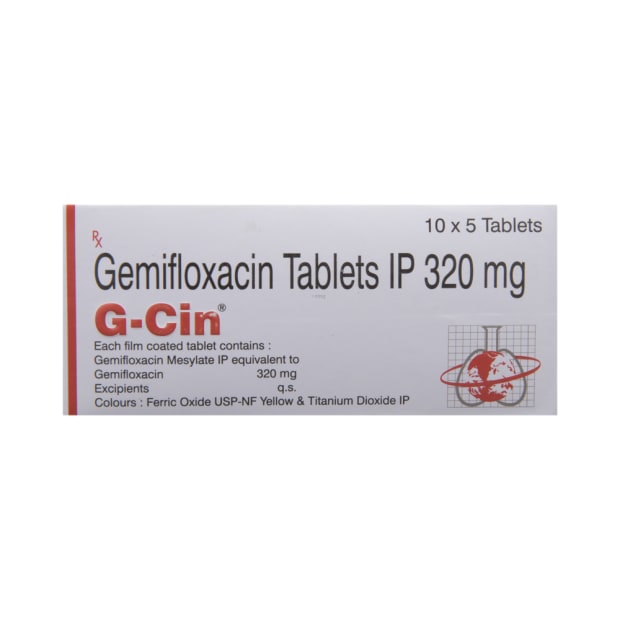 Rx
10 x 5 Tablets
Gemifloxacin Tablets IP 320 mg
G-Cin®
Each film coated tablet contains :
Gemifloxacin Mesylate IP equivalent to
Gemifloxacin 320 mg
Excipients q.s.
Colours : Ferric Oxide USP-NF Yellow & Titanium Dioxide IP